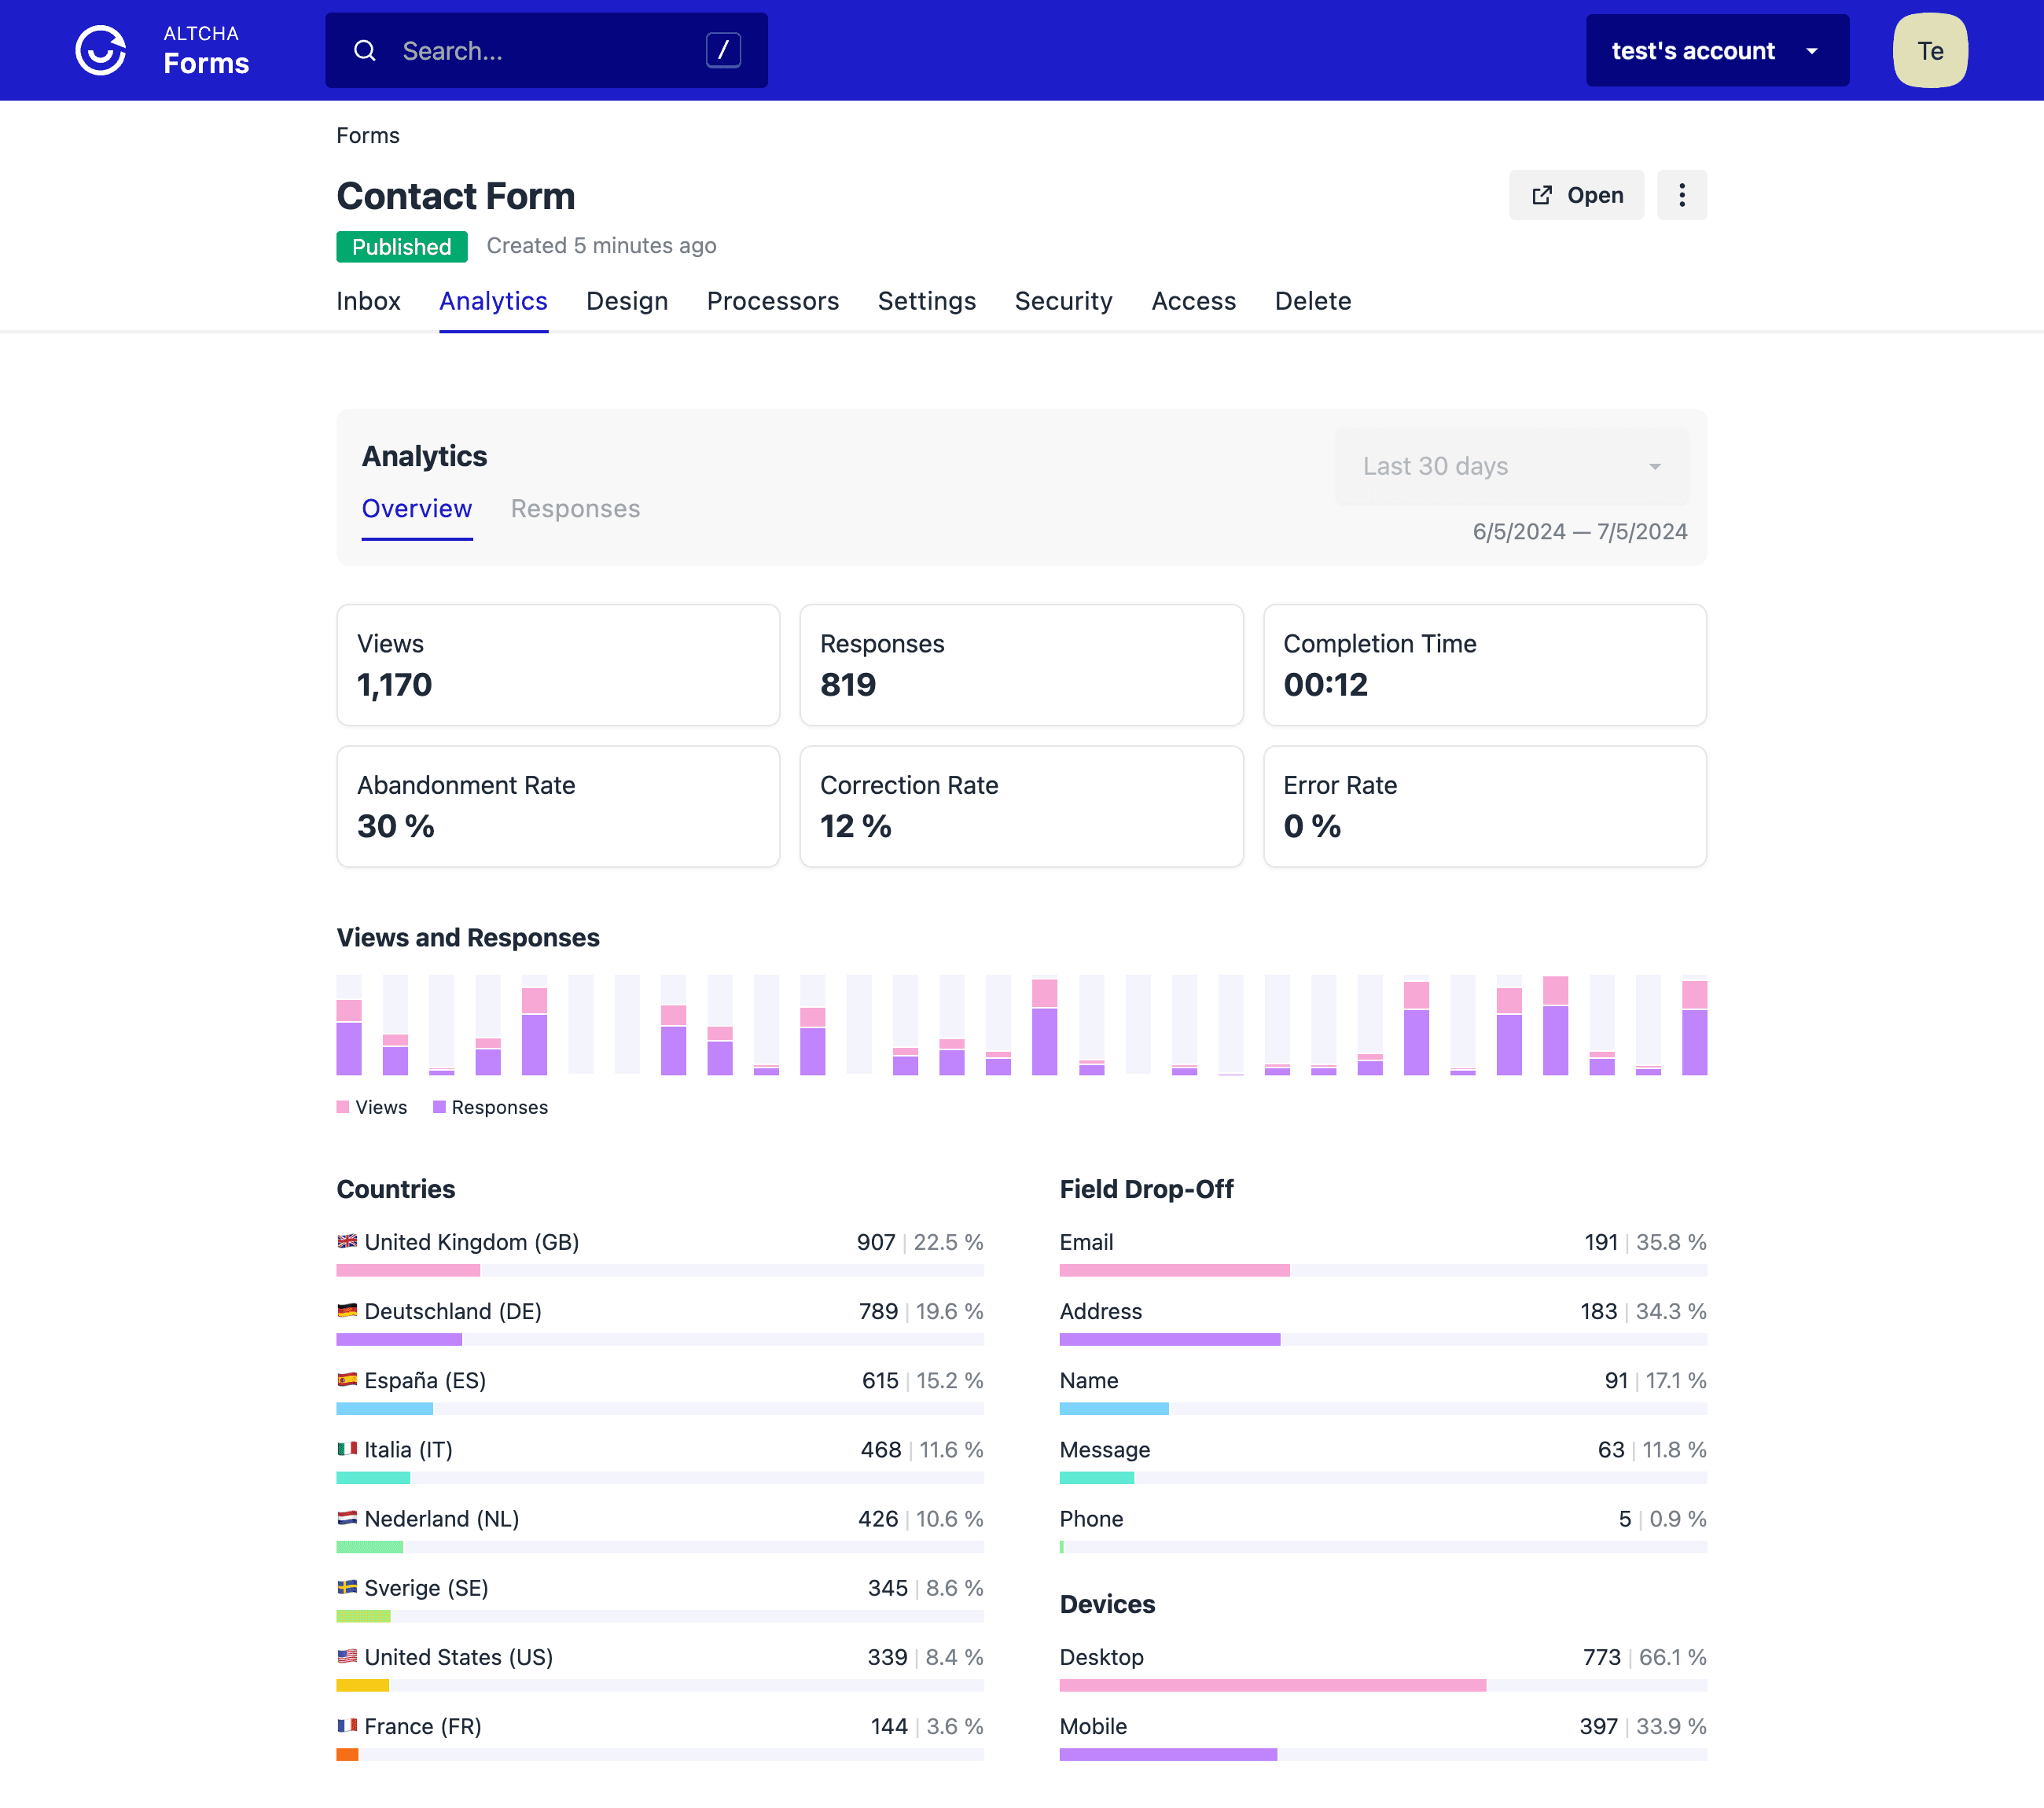 ALTCHA
Forms
Search...
/
test's account
Te
Forms
Contact Form
Open
Published
Created 5 minutes ago
Inbox Analytics Design Processors Settings Security Access Delete
Analytics
Last 30 days
Overview Responses
6/5/2024 — 7/5/2024
Views
1,170
Responses
819
Completion Time
00:12
Abandonment Rate
30 %
Correction Rate
12 %
Error Rate
0 %
Views and Responses
Views Responses
Countries
United Kingdom (GB) 907 | 22.5 %
Deutschland (DE) 789 | 19.6 %
España (ES) 615 | 15.2 %
Italia (IT) 468 | 11.6 %
Nederland (NL) 426 | 10.6 %
Sverige (SE) 345 | 8.6 %
United States (US) 339 | 8.4 %
France (FR) 144 | 3.6 %
Field Drop-Off
Email 191 | 35.8 %
Address 183 | 34.3 %
Name 91 | 17.1 %
Message 63 | 11.8 %
Phone 5 | 0.9 %
Devices
Desktop 773 | 66.1 %
Mobile 397 | 33.9 %